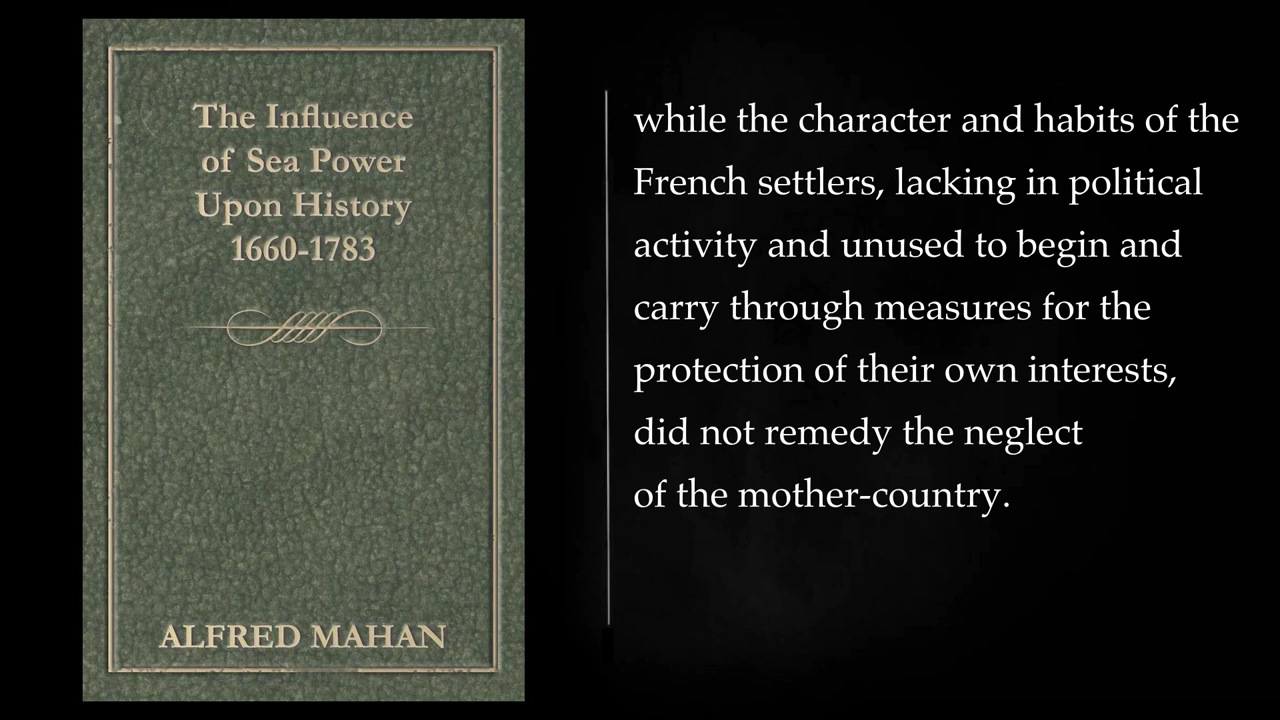 The Influence
of Sea Power
Upon History
1660-1783
ALFRED MAHAN
while the character and habits of the
French settlers, lacking in political
activity and unused to begin and
carry through measures for the
protection of their own interests,
did not remedy the neglect
of the mother-country.